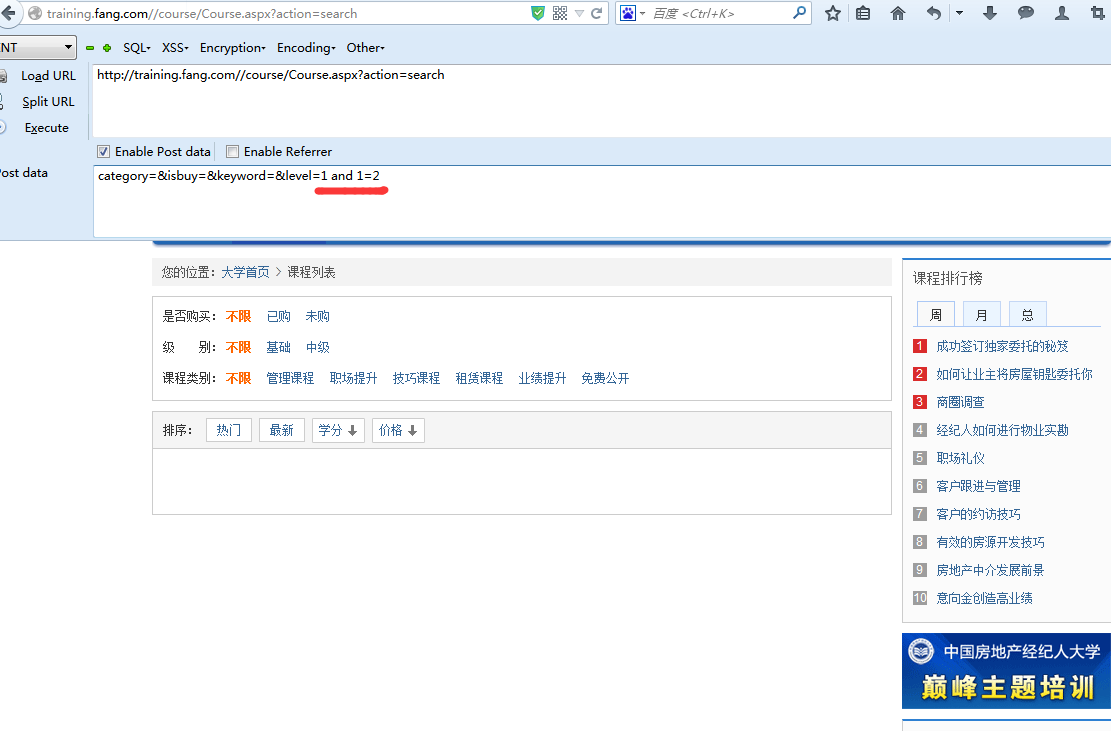 training.fang.com//course/Course.aspx?action=search
百度 <Ctrl+K>
NT
SQL
XSS
Encryption
Encoding
Other
Load URL
http://training.fang.com//course/Course.aspx?action=search
Split URL
Execute
Enable Post data
Enable Referrer
ost data
category=&isbuy=&keyword=&level=1 and 1=2
您的位置：大学首页 > 课程列表
是否购买：不限 已购 未购
级 别：不限 基础 中级
课程类别：不限 管理课程 职场提升 技巧课程 租赁课程 业绩提升 免费公开
排序： 热门 最新 学分 价格
课程排行榜
周 月 总
1 成功签订独家委托的秘笈
2 如何让业主将房屋钥匙委托你
3 商圈调查
4 经纪人如何进行物业实勘
5 职场礼仪
6 客户跟进与管理
7 客户的约访技巧
8 有效的房源开发技巧
9 房地产中介发展前景
10 意向金创造高业绩
中国房地产经纪人大学
巅峰主题培训